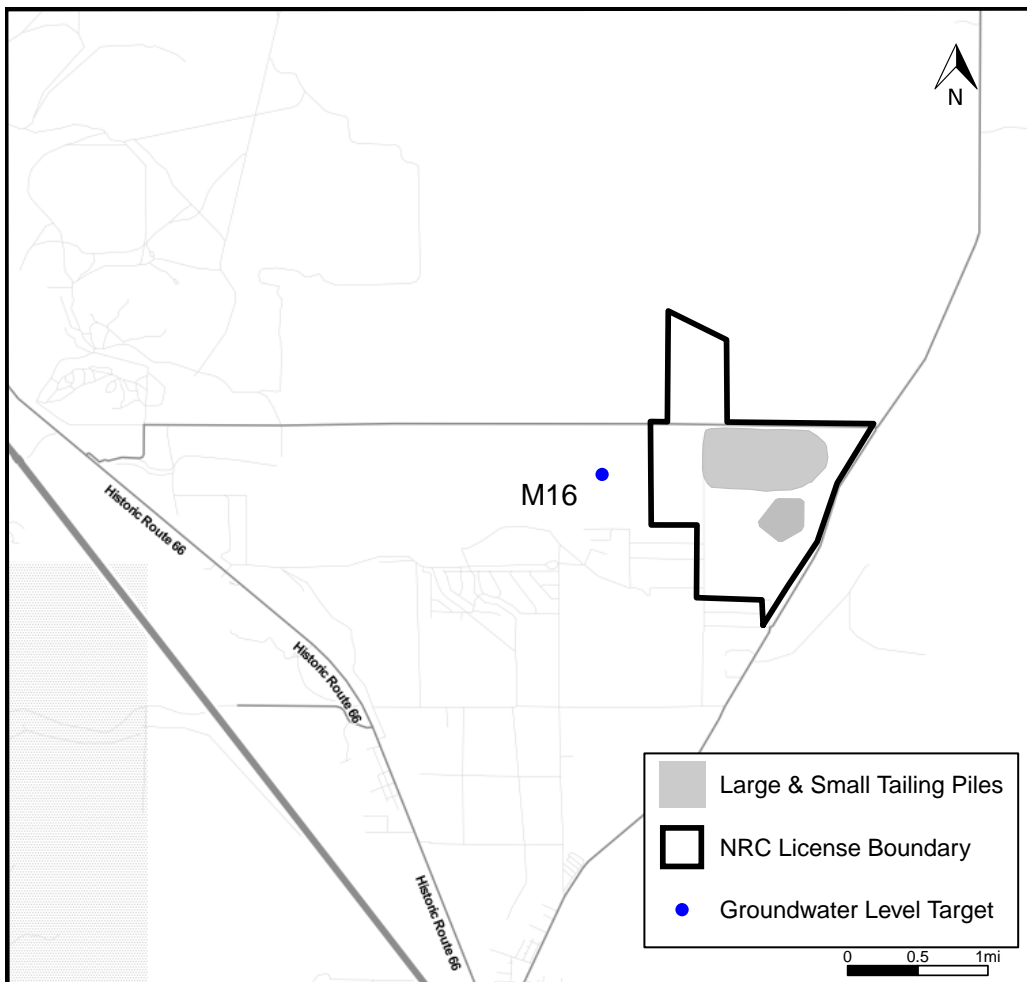 N
M16
Historic Route 66
Historic Route 66
Historic Route 66
Large & Small Tailing Piles
NRC License Boundary
Groundwater Level Target
0 0.5 1mi